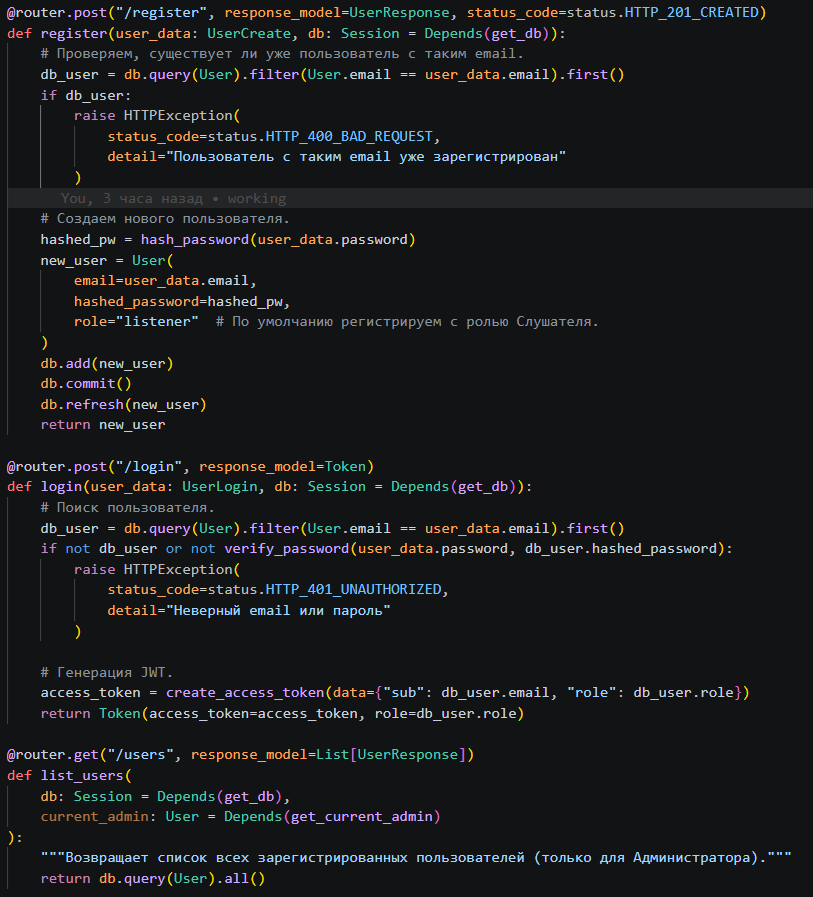 @router.post("/register", response_model=UserResponse, status_code=status.HTTP_201_CREATED)
def register(user_data: UserCreate, db: Session = Depends(get_db)):
    # Проверяем, существует ли уже пользователь с таким email.
    db_user = db.query(User).filter(User.email == user_data.email).first()
    if db_user:
        raise HTTPException(
            status_code=status.HTTP_400_BAD_REQUEST,
            detail="Пользователь с таким email уже зарегистрирован"
        )
You, 3 часа назад • working
    # Создаем нового пользователя.
    hashed_pw = hash_password(user_data.password)
    new_user = User(
        email=user_data.email,
        hashed_password=hashed_pw,
        role="listener"  # По умолчанию регистрируем с ролью Слушателя.
    )
    db.add(new_user)
    db.commit()
    db.refresh(new_user)
    return new_user
@router.post("/login", response_model=Token)
def login(user_data: UserLogin, db: Session = Depends(get_db)):
    # Поиск пользователя.
    db_user = db.query(User).filter(User.email == user_data.email).first()
    if not db_user or not verify_password(user_data.password, db_user.hashed_password):
        raise HTTPException(
            status_code=status.HTTP_401_UNAUTHORIZED,
            detail="Неверный email или пароль"
        )
    # Генерация JWT.
    access_token = create_access_token(data={"sub": db_user.email, "role": db_user.role})
    return Token(access_token=access_token, role=db_user.role)
@router.get("/users", response_model=List[UserResponse])
def list_users(
    db: Session = Depends(get_db),
    current_admin: User = Depends(get_current_admin)
):
    """Возвращает список всех зарегистрированных пользователей (только для Администратора)."""
    return db.query(User).all()